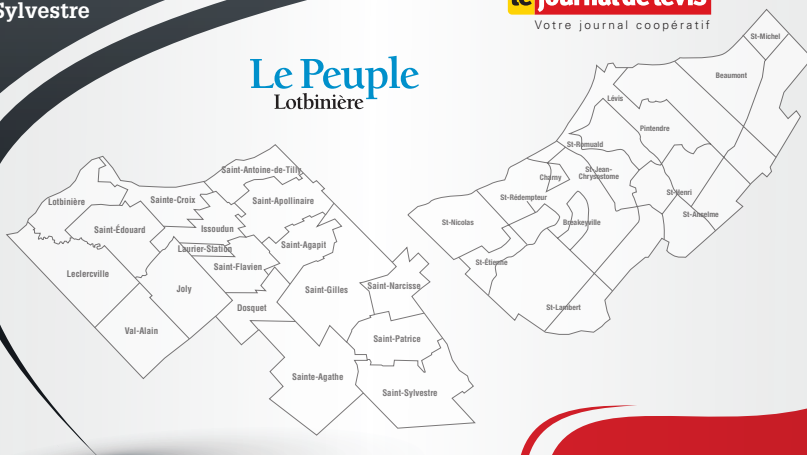 Sylvestre
le journal de lévis
Votre journal coopératif
Le Peuple
Lotbinière
St-Michel
Beaumont
Lévis
Pintendre
St-Romuald
St-Jean-
Chrysostome
Charny
St-Henri
St-Rédempteur
St-Anselme
St-Nicolas
Breakeyville
St-Étienne
St-Lambert
Saint-Antoine-de-Tilly
Lotbinière
Sainte-Croix
Saint-Apollinaire
Saint-Édouard
Issoudun
Laurier-Station
Saint-Agapit
Leclercville
Saint-Flavien
Joly
Saint-Gilles
Saint-Narcisse
Dosquet
Val-Alain
Saint-Patrice
Sainte-Agathe
Saint-Sylvestre